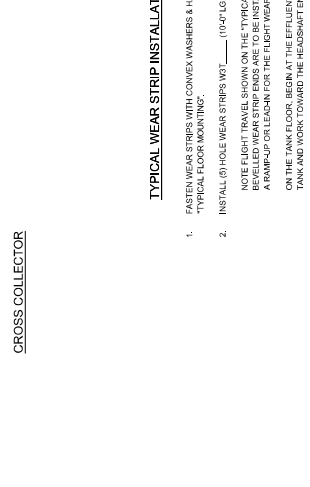 CROSS COLLECTOR
TYPICAL WEAR STRIP INSTALLAT
1. FASTEN WEAR STRIPS WITH CONVEX WASHERS & H
"TYPICAL FLOOR MOUNTING".
2. INSTALL (5) HOLE WEAR STRIPS W3T____ (10'-0" LG
NOTE FLIGHT TRAVEL SHOWN ON THE "TYPICA
BEVELLED WEAR STRIP ENDS ARE TO BE INST
A RAMP-UP OR LEAD-IN FOR THE FLIGHT WEAR
ON THE TANK FLOOR, BEGIN AT THE EFFLUENT
TANK AND WORK TOWARD THE HEADSHAFT EN